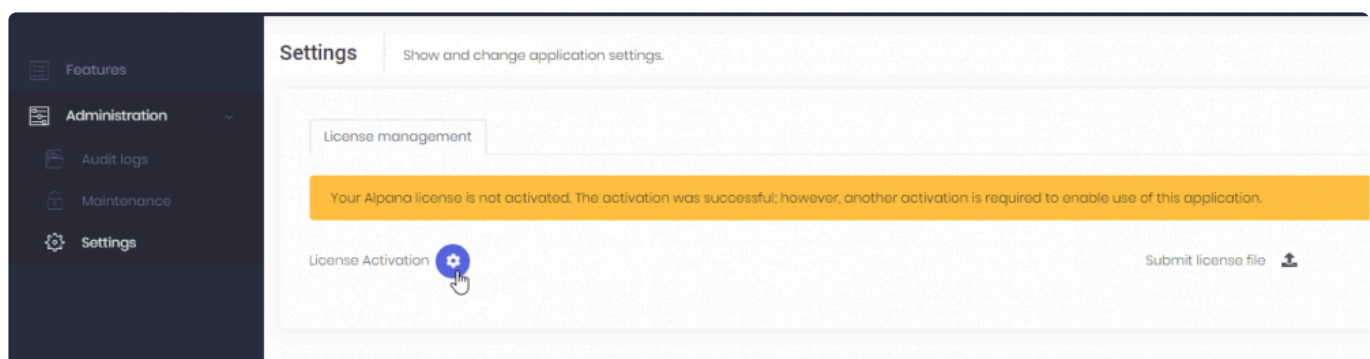 Features
Administration
Audit logs
Maintenance
Settings
Settings
Show and change application settings.
License management
Your Alpana license is not activated. The activation was successful; however, another activation is required to enable use of this application.
License Activation
Submit license file